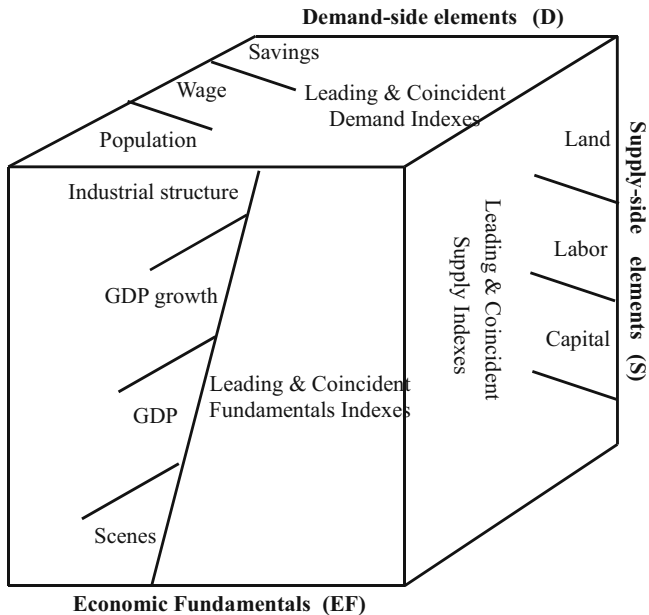 Demand-side elements (D)
Savings
Wage
Leading & Coincident
Demand Indexes
Population
Land
Industrial structure
Labor
GDP growth
Capital
Leading & Coincident
Supply Indexes
Supply-side elements (S)
Leading & Coincident
Fundamentals Indexes
GDP
Scenes
Economic Fundamentals (EF)